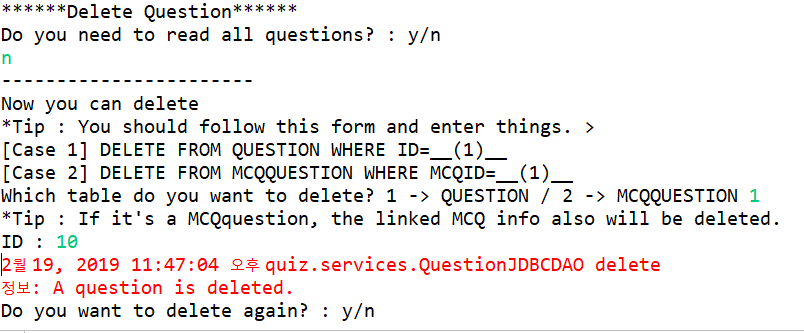 ******Delete Question******
Do you need to read all questions? : y/n
n
-----------------------
Now you can delete
*Tip : You should follow this form and enter things. >
[Case 1] DELETE FROM QUESTION WHERE ID=__(1)__
[Case 2] DELETE FROM MCQQUESTION WHERE MCQID=__(1)__
Which table do you want to delete? 1 -> QUESTION / 2 -> MCQQUESTION 1
*Tip : If it's a MCQquestion, the linked MCQ info also will be deleted.
ID : 10
2월 19, 2019 11:47:04 오후 quiz.services.QuestionJDBCDAO delete
정보: A question is deleted.
Do you want to delete again? : y/n